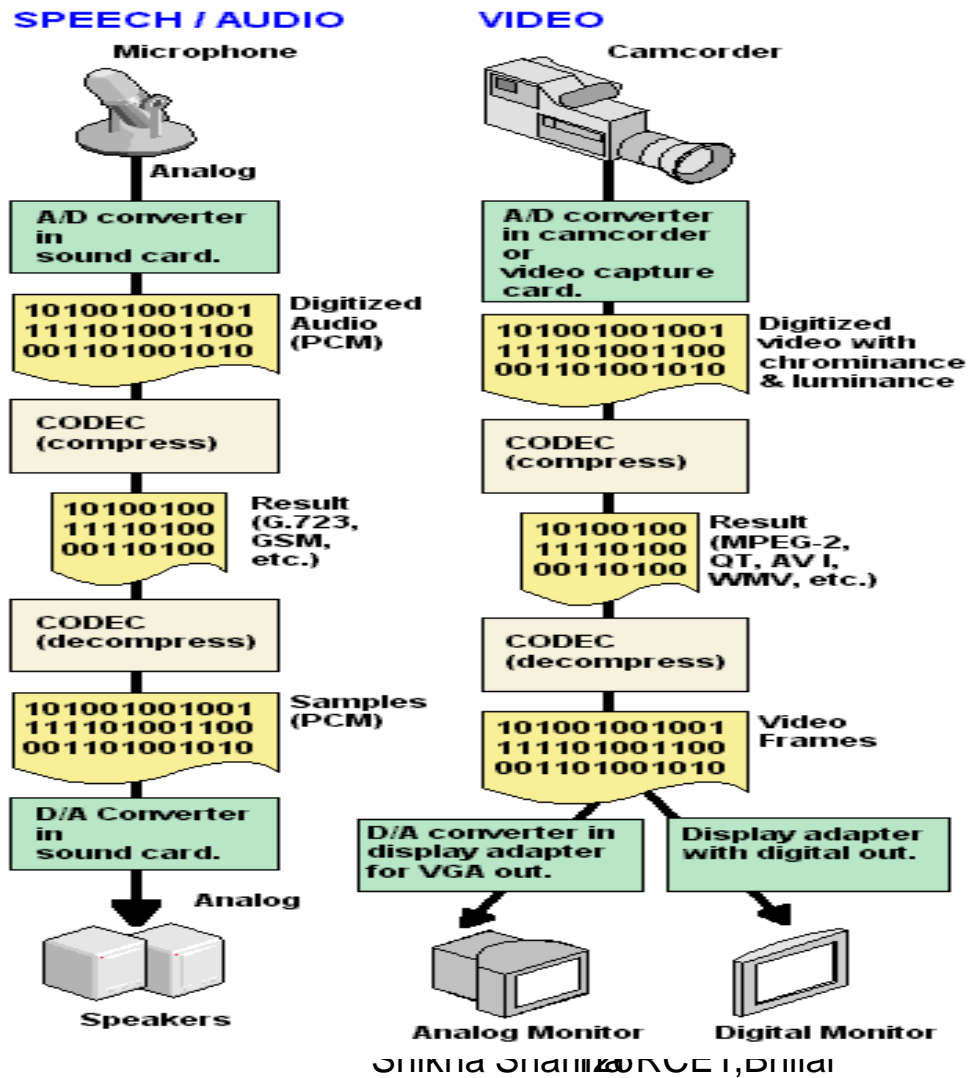 SPEECH / AUDIO
Microphone
Analog
A/D converter
in
sound card.
101001001001
111101001100
001101001010
Digitized
Audio
(PCM)
CODEC
(compress)
10100100
11110100
00110100
Result
(G.723,
GSM,
etc.)
CODEC
(decompress)
101001001001
111101001100
001101001010
Samples
(PCM)
D/A Converter
in
sound card.
Analog
Speakers
VIDEO
Camcorder
A/D converter
in camcorder
or
video capture
card.
101001001001
111101001100
001101001010
Digitized
video with
chrominance
& luminance
CODEC
(compress)
10100100
11110100
00110100
Result
(MPEG-2,
QT, AV I,
WMV, etc.)
CODEC
(decompress)
101001001001
111101001100
001101001010
Video
Frames
D/A converter in
display adapter
for VGA out.
Display adapter
with digital out.
Analog Monitor
Digital Monitor
Shikha RCET,Bhilai